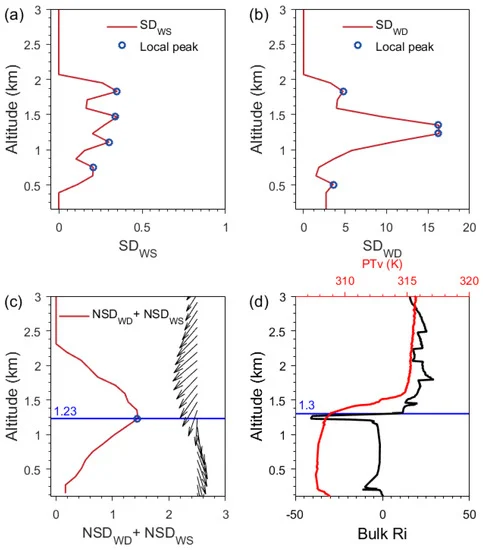 (a)
3
2.5
2
1.5
1
0.5
0 0.5 1
Altitude (km)
SD_WS
SD_WS
Local peak
(b)
3
2.5
2
1.5
1
0.5
0 5 10 15 20
Altitude (km)
SD_WD
SD_WD
Local peak
(c)
3
2.5
2
1.5
1
0.5
0 1 2 3
Altitude (km)
NSD_WD + NSD_WS
NSD_WD + NSD_WS
1.23
(d)
PTv (K)
310 315 320
3
2.5
2
1.5
1
0.5
-50 0 50
Altitude (km)
Bulk Ri
1.3